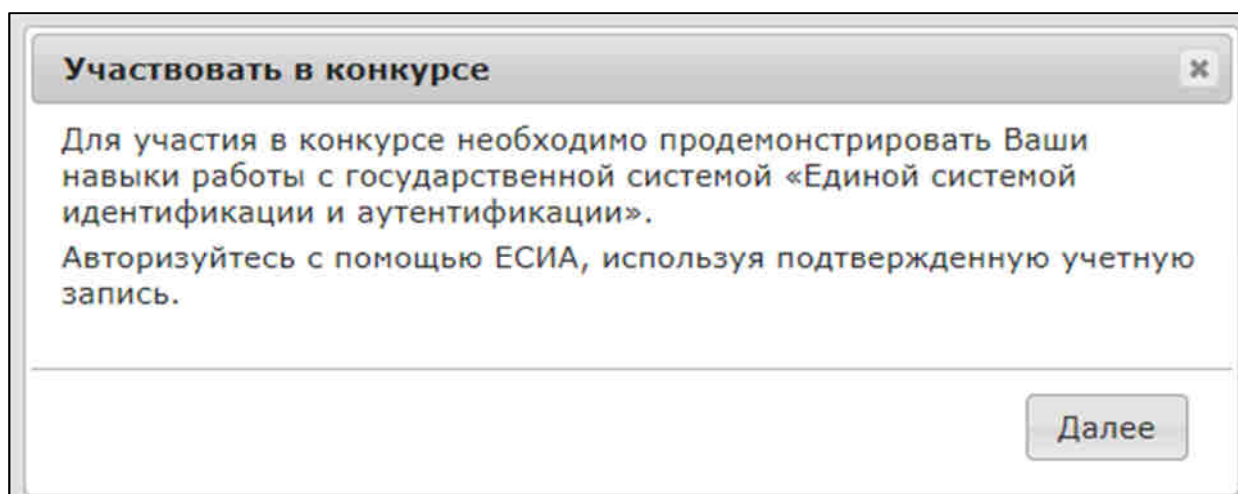 Участвовать в конкурсе
Для участия в конкурсе необходимо продемонстрировать Ваши
навыки работы с государственной системой «Единой системой
идентификации и аутентификации».
Авторизуйтесь с помощью ЕСИА, используя подтвержденную учетную
запись.
Далее